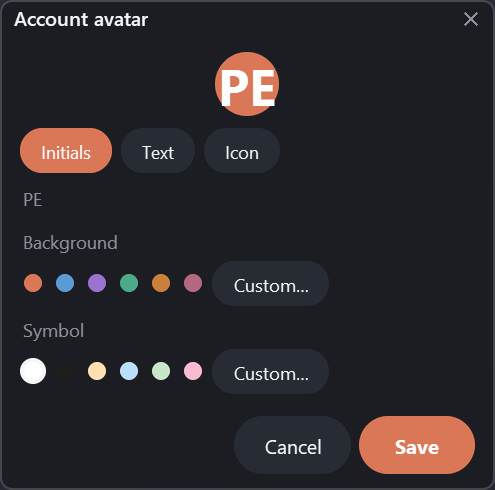 Account avatar
PE
Initials Text Icon
PE
Background
Custom...
Symbol
Custom...
Cancel Save